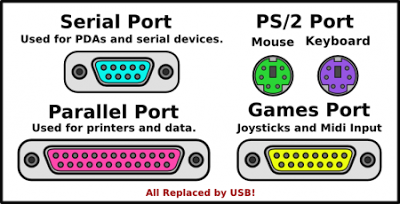 Serial Port
Used for PDAs and serial devices.
PS/2 Port
Mouse Keyboard
Parallel Port
Used for printers and data.
Games Port
Joysticks and Midi Input
All Replaced by USB!